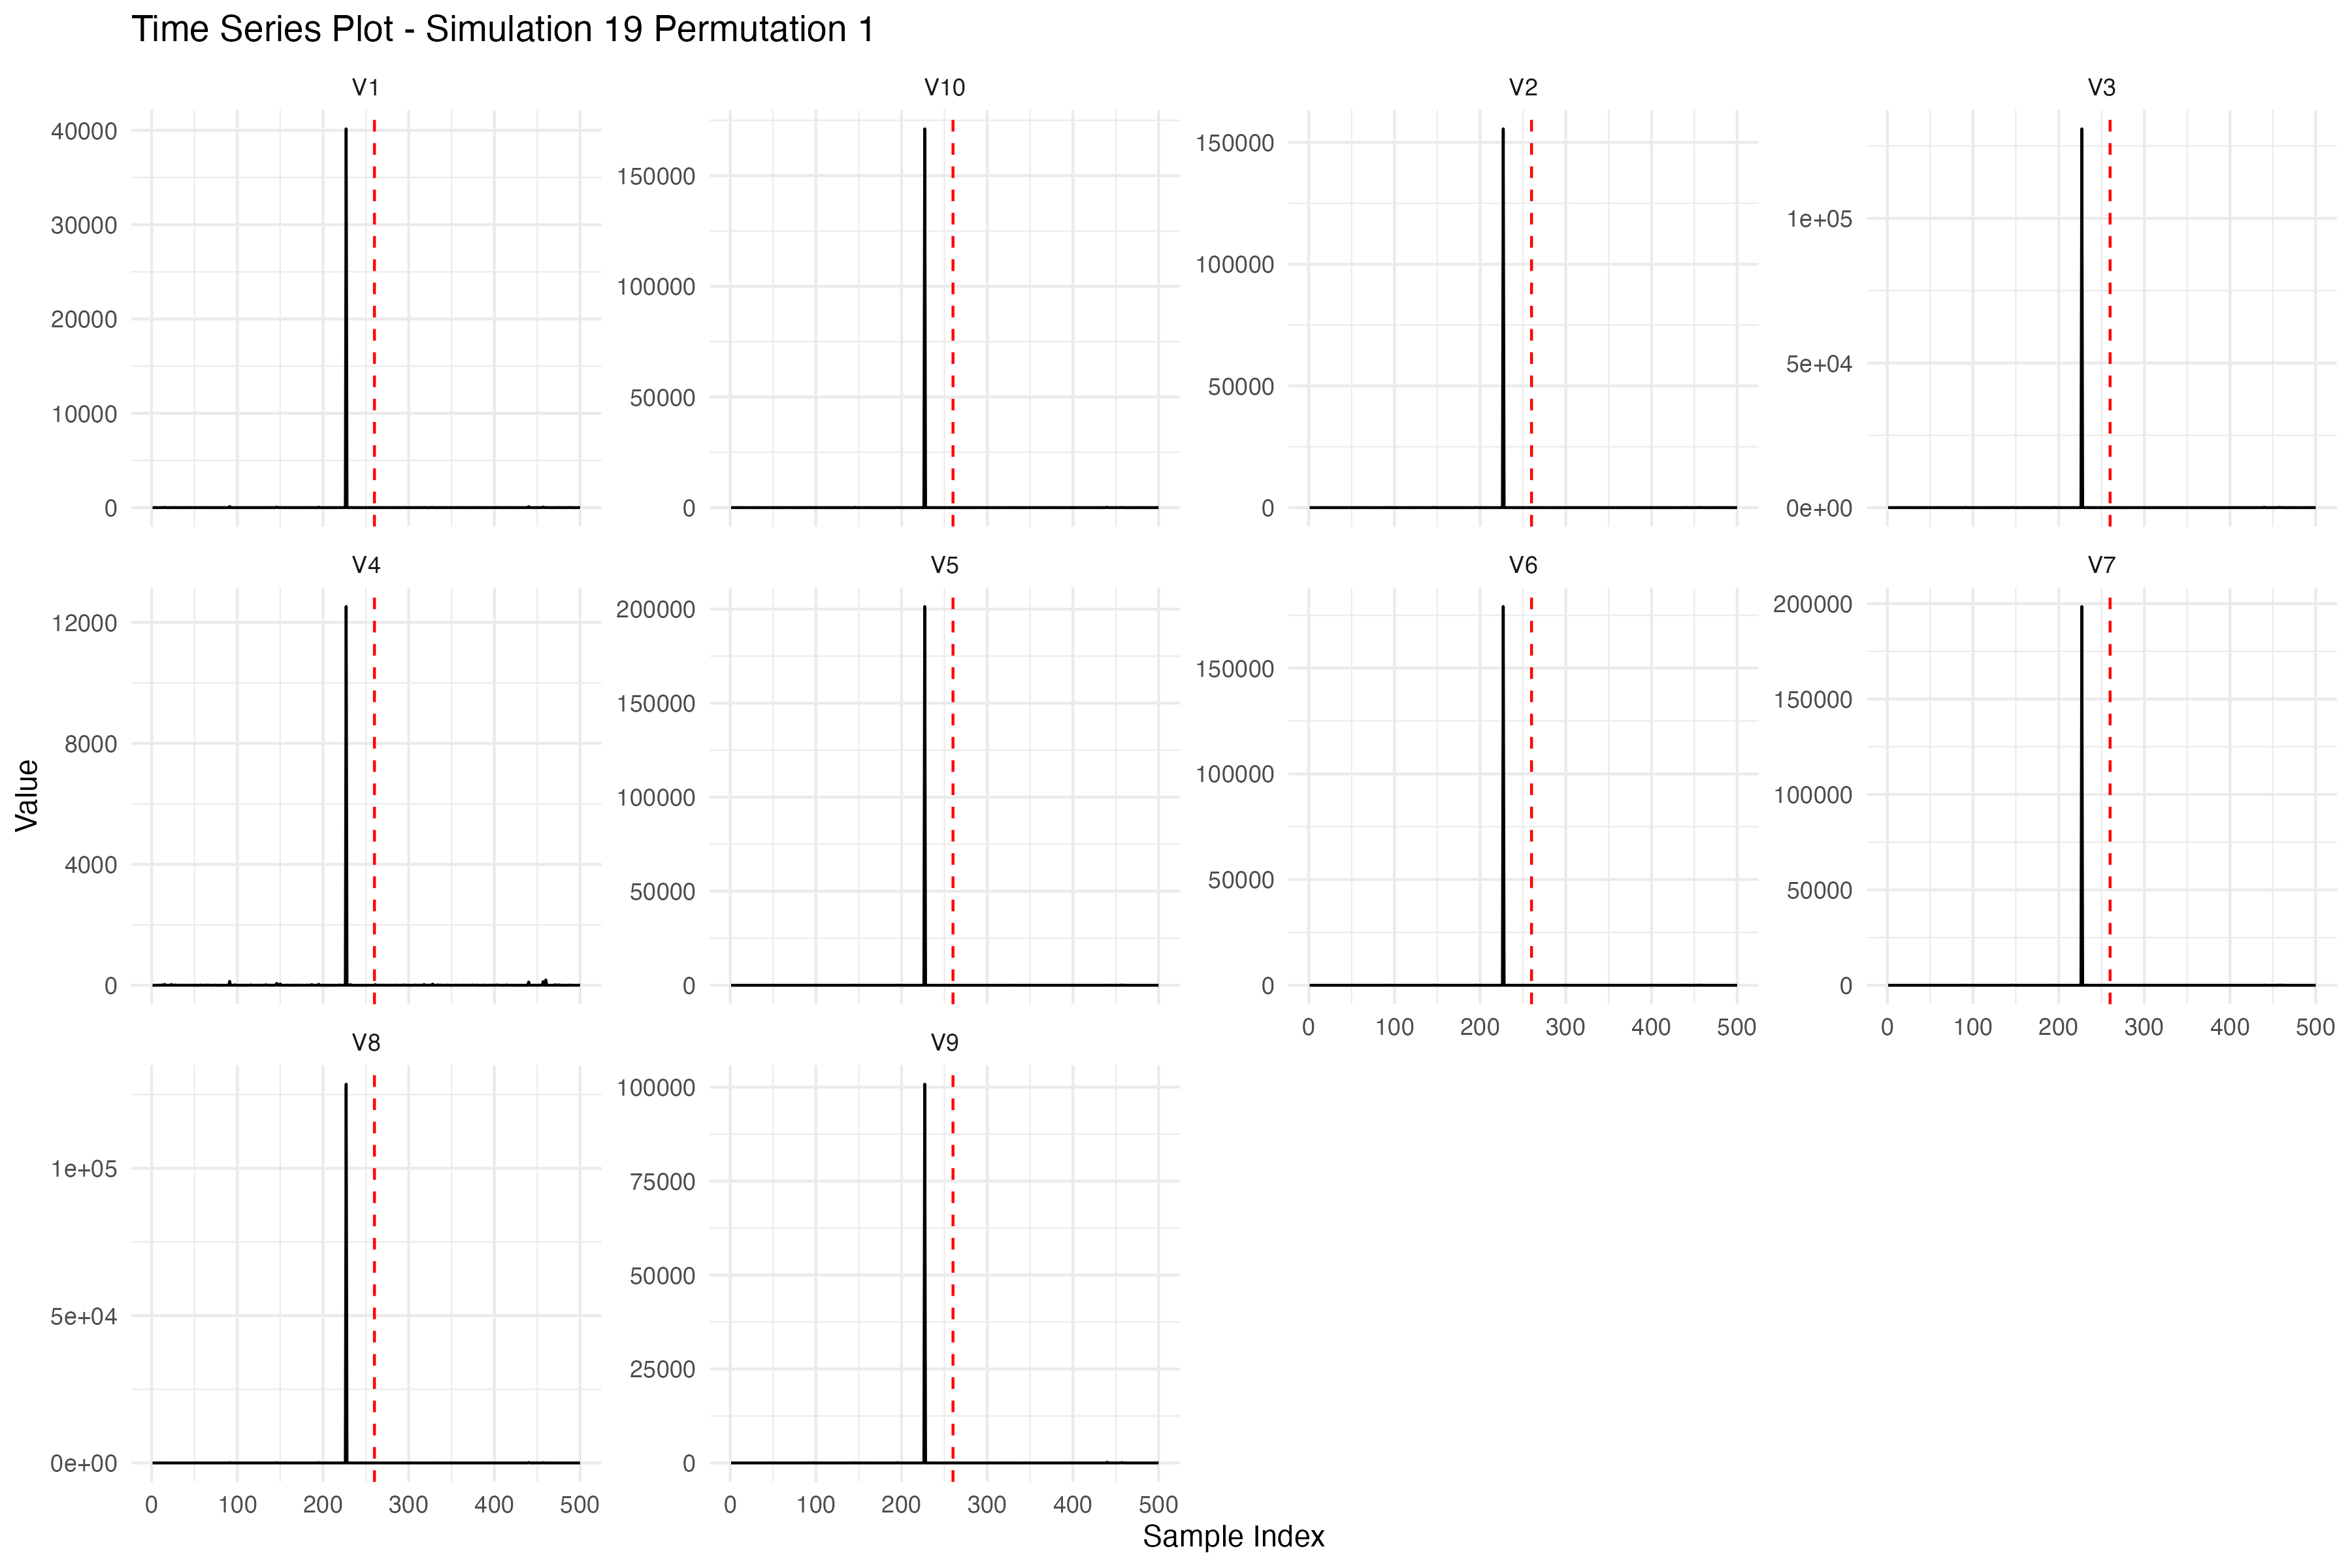 Time Series Plot - Simulation 19 Permutation 1
V1
V10
V2
V3
40000
30000
20000
10000
0
150000
100000
50000
0
150000
100000
50000
0
1e+05
5e+04
0e+00
V4
V5
V6
V7
Value
12000
8000
4000
0
200000
150000
100000
50000
0
150000
100000
50000
0
200000
150000
100000
50000
0
0 100 200 300 400 500
0 100 200 300 400 500
V8
V9
1e+05
5e+04
0e+00
100000
75000
50000
25000
0
0 100 200 300 400 500
0 100 200 300 400 500
Sample Index